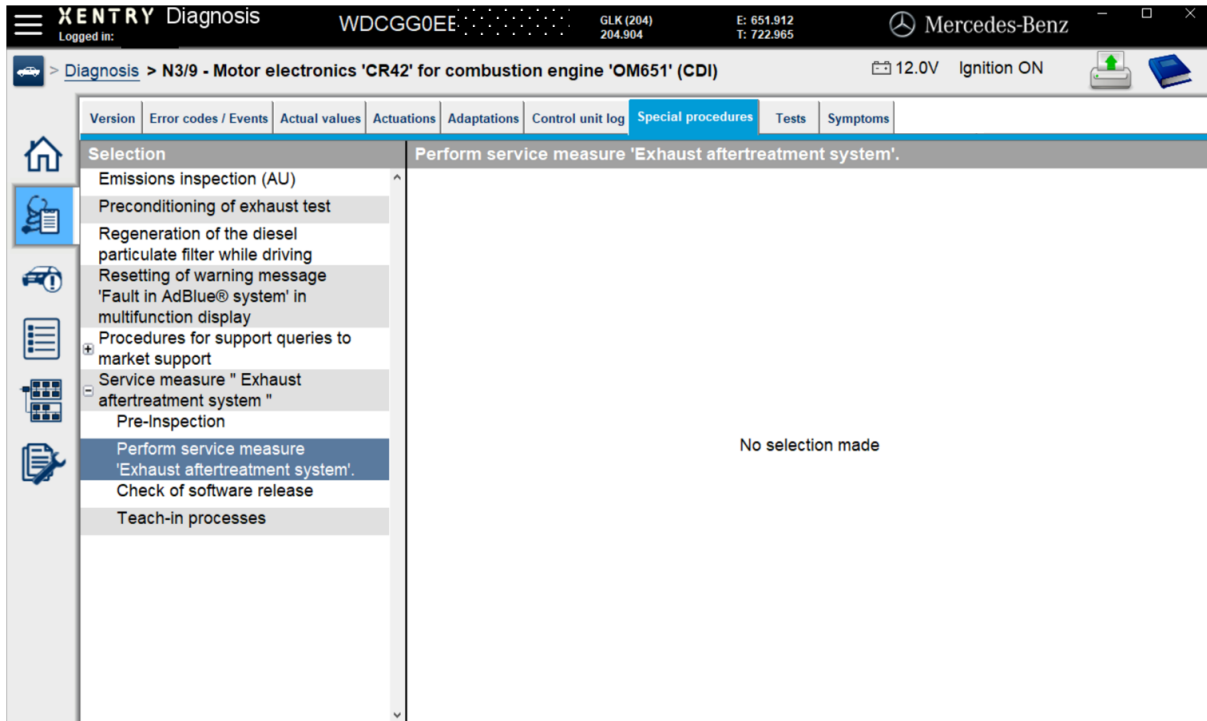 XENTRY Diagnosis
Logged in:
WDCGG0EE
GLK (204)
204.904
E: 651.912
T: 722.965
Mercedes-Benz
> Diagnosis > N3/9 - Motor electronics 'CR42' for combustion engine 'OM651' (CDI)
12.0V Ignition ON
Version Error codes / Events Actual values Actuations Adaptations Control unit log Special procedures Tests Symptoms
Selection
Perform service measure 'Exhaust aftertreatment system'.
Emissions inspection (AU)
Preconditioning of exhaust test
Regeneration of the diesel
particulate filter while driving
Resetting of warning message
'Fault in AdBlue® system' in
multifunction display
Procedures for support queries to
market support
Service measure " Exhaust
aftertreatment system "
Pre-Inspection
Perform service measure
'Exhaust aftertreatment system'.
Check of software release
Teach-in processes
No selection made